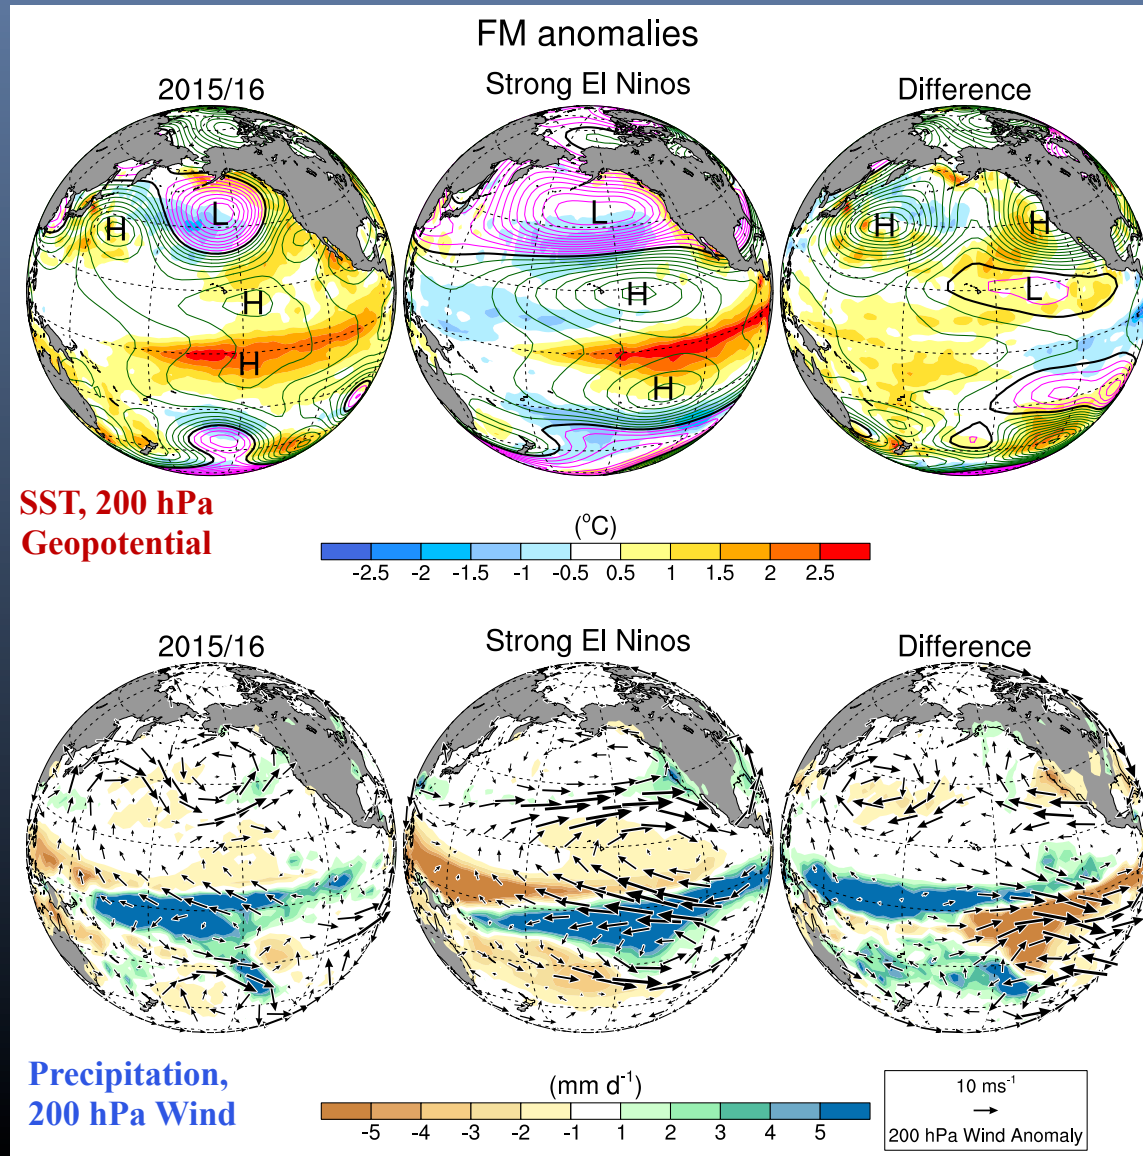 FM anomalies
2015/16
Strong El Ninos
Difference
H
L
H
H
L
H
H
H
H
L
SST, 200 hPa
Geopotential
(°C)
-2.5 -2 -1.5 -1 -0.5 0.5 1 1.5 2 2.5
2015/16
Strong El Ninos
Difference
Precipitation,
200 hPa Wind
(mm d⁻¹)
-5 -4 -3 -2 -1 1 2 3 4 5
10 ms⁻¹
200 hPa Wind Anomaly